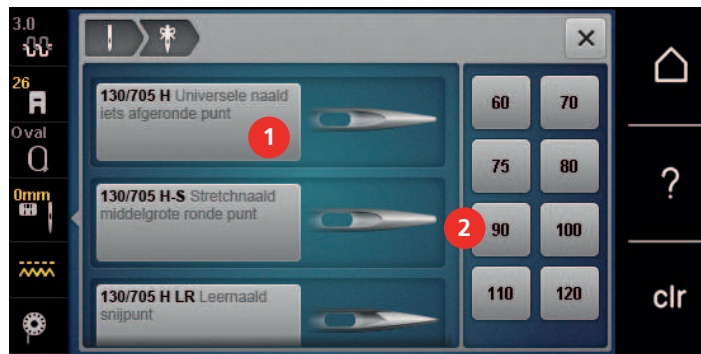 3.0
26
Oval
0mm
130/705 H Universele naald
iets afgeronde punt
1
130/705 H-S Stretchnaald
middelgrote ronde punt
130/705 H LR Leernaald
snijpunt
60 70
75 80
2
90 100
110 120
?
clr